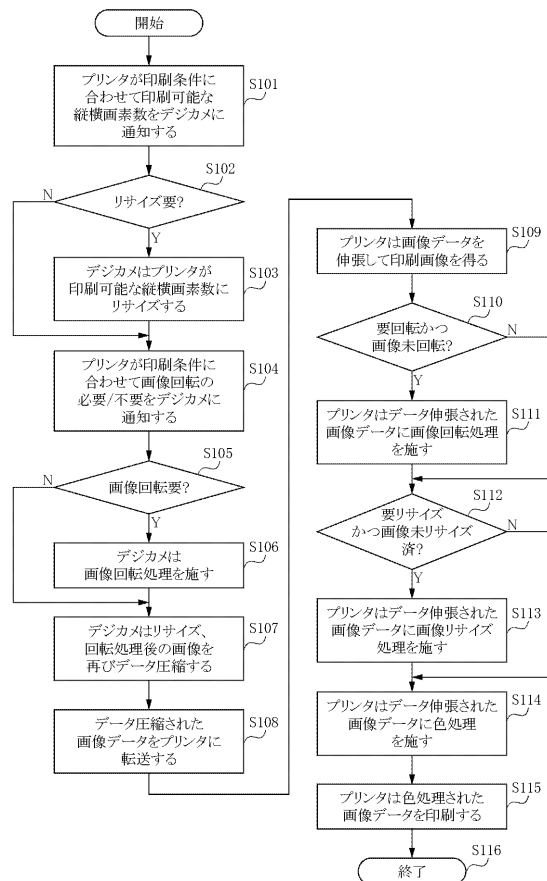 開始
プリンタが印刷条件に
合わせて印刷可能な
縦横画素数をデジカメに
通知する
S101
S102
N
リサイズ要?
Y
デジカメはプリンタが
印刷可能な縦横画素数に
リサイズする
S103
プリンタが印刷条件に
合わせて画像回転の
必要/不要をデジカメに
通知する
S104
S105
N
画像回転要?
Y
デジカメは
画像回転処理を施す
S106
デジカメはリサイズ、
回転処理後の画像を
再びデータ圧縮する
S107
データ圧縮された
画像データをプリンタに
転送する
S108
プリンタは画像データを
伸張して印刷画像を得る
S109
S110
要回転かつ
画像未回転?
N
Y
プリンタはデータ伸張された
画像データに画像回転処理
を施す
S111
S112
要リサイズ
かつ画像未リサイズ
済?
N
Y
プリンタはデータ伸張された
画像データに画像リサイズ
処理を施す
S113
プリンタはデータ伸張された
画像データに色処理
を施す
S114
プリンタは色処理された
画像データを印刷する
S115
S116
終了